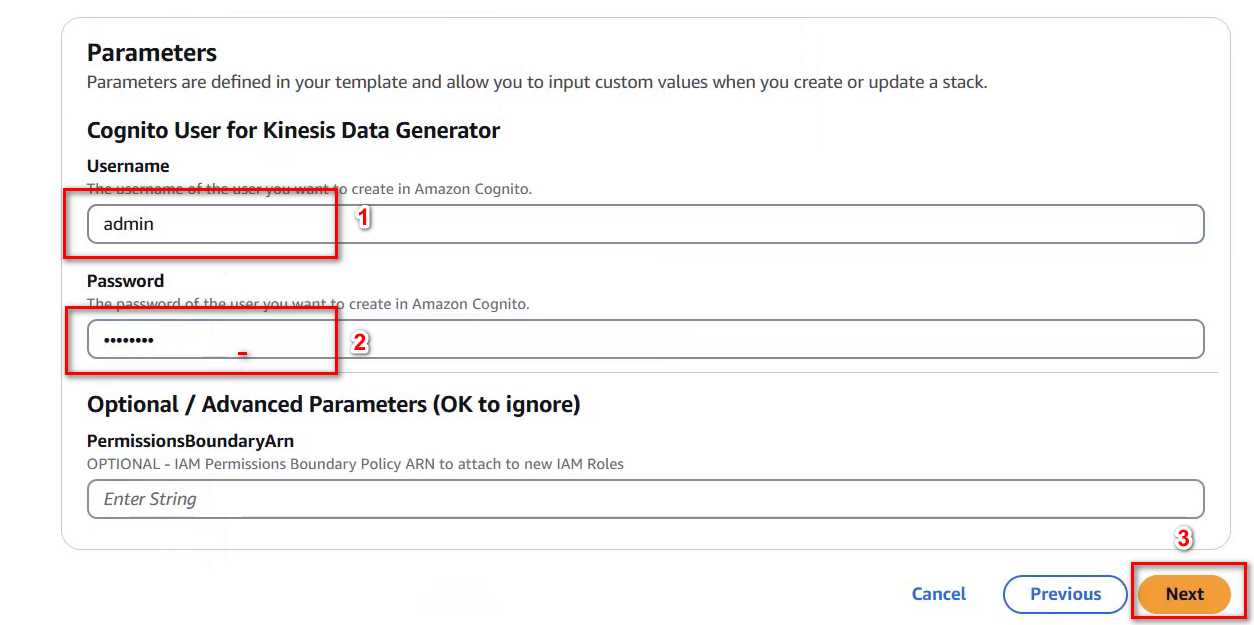 Parameters
Parameters are defined in your template and allow you to input custom values when you create or update a stack.
Cognito User for Kinesis Data Generator
Username
The username of the user you want to create in Amazon Cognito.
admin
1
Password
The password of the user you want to create in Amazon Cognito.
••••••••
2
Optional / Advanced Parameters (OK to ignore)
PermissionsBoundaryArn
OPTIONAL - IAM Permissions Boundary Policy ARN to attach to new IAM Roles
Enter String
3
Cancel Previous Next